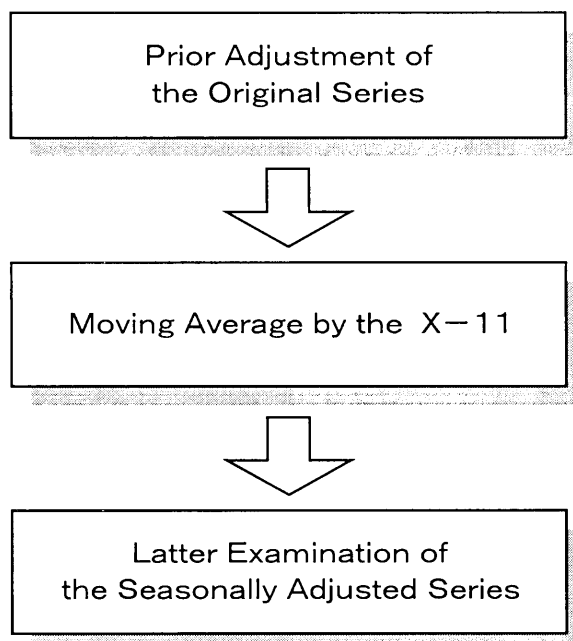 Prior Adjustment of
the Original Series
Moving Average by the X-11
Latter Examination of
the Seasonally Adjusted Series